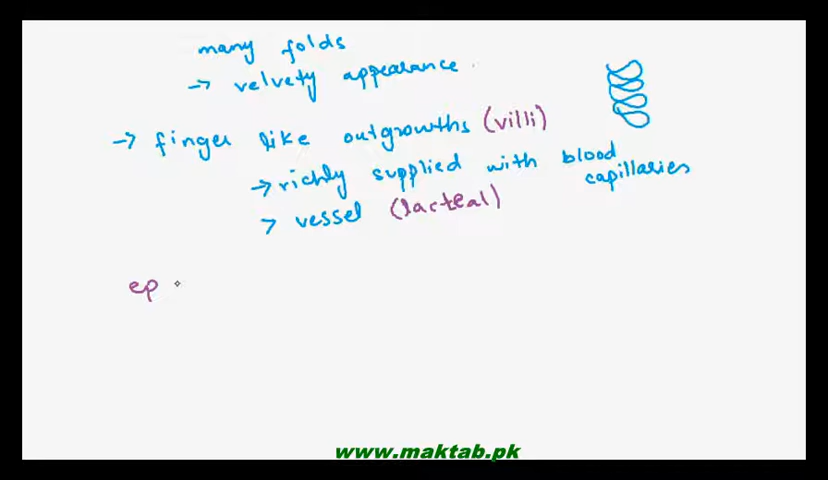 many folds
→ velvety appearance
→ finger like outgrowths (villi)
→ richly supplied with blood capillaries
> vessel (lacteal)
ep
www.maktab.pk